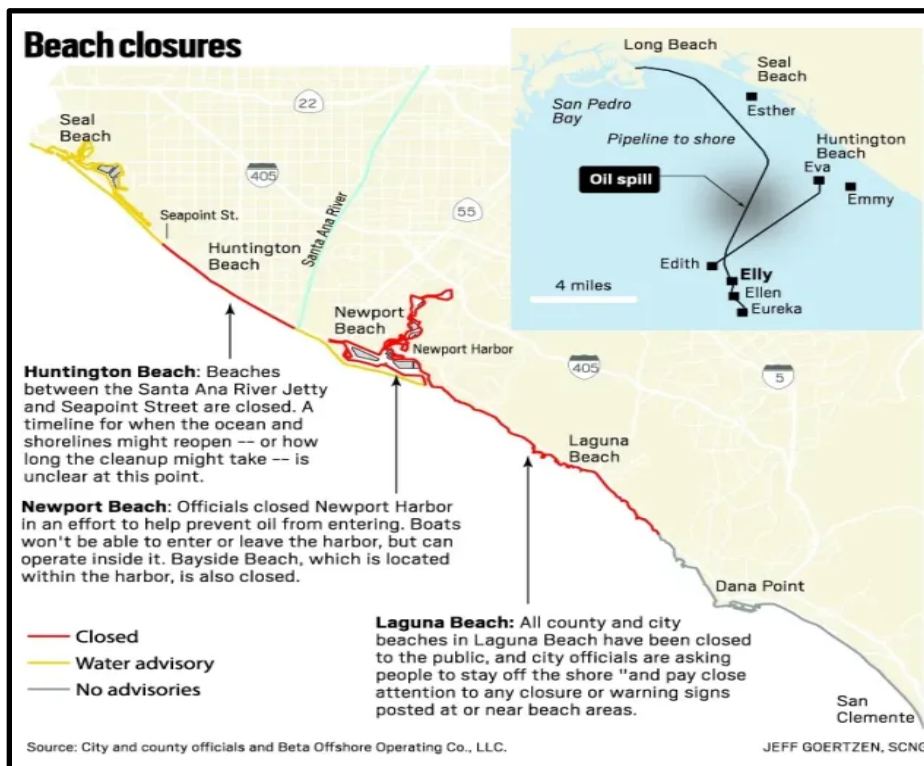 Beach closures
Long Beach
Seal
Beach
Esther
San Pedro
Bay
Pipeline to shore
Huntington
Beach
Eva
Emmy
Oil spill
Edith
Elly
Ellen
Eureka
4 miles
22
Seal
Beach
405
Santa Ana River
55
Seapoint St.
Huntington
Beach
Newport
Beach
Newport Harbor
405
5
Laguna
Beach
Dana Point
San
Clemente
Huntington Beach: Beaches
between the Santa Ana River Jetty
and Seapoint Street are closed. A
timeline for when the ocean and
shorelines might reopen -- or how
long the cleanup might take -- is
unclear at this point.
Newport Beach: Officials closed Newport Harbor
in an effort to help prevent oil from entering. Boats
won't be able to enter or leave the harbor, but can
operate inside it. Bayside Beach, which is located
within the harbor, is also closed.
Laguna Beach: All county and city
beaches in Laguna Beach have been closed
to the public, and city officials are asking
people to stay off the shore "and pay close
attention to any closure or warning signs
posted at or near beach areas.
Closed
Water advisory
No advisories
Source: City and county officials and Beta Offshore Operating Co., LLC.
JEFF GOERTZEN, SCNG